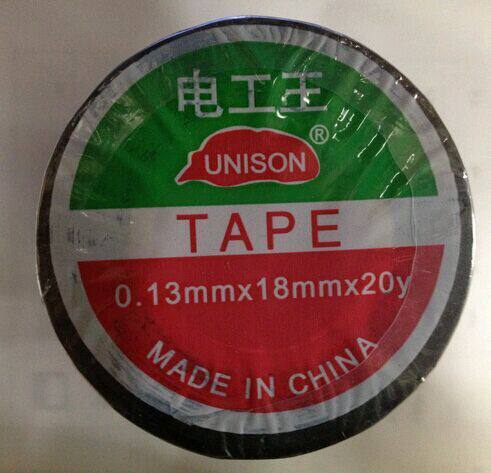 电工王
UNISON ®
TAPE
0.13mmx18mmx20y
MADE IN CHINA